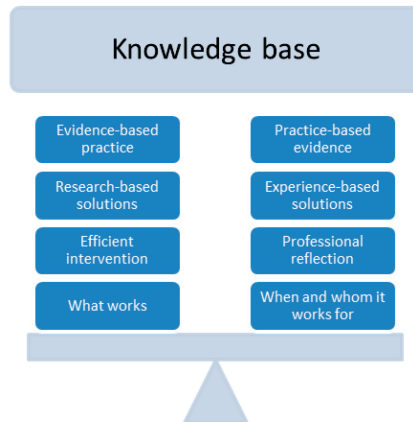 Knowledge base
Evidence-based
practice
Practice-based
evidence
Research-based
solutions
Experience-based
solutions
Efficient
intervention
Professional
reflection
What works
When and whom it
works for